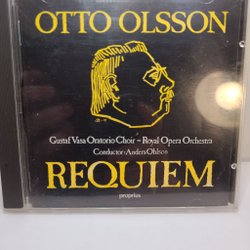 OTTO OLSSON
Gustaf Vasa Oratorio Choir – Royal Opera Orchestra
Conductor: Anders Ohlson
REQUIEM
proprius